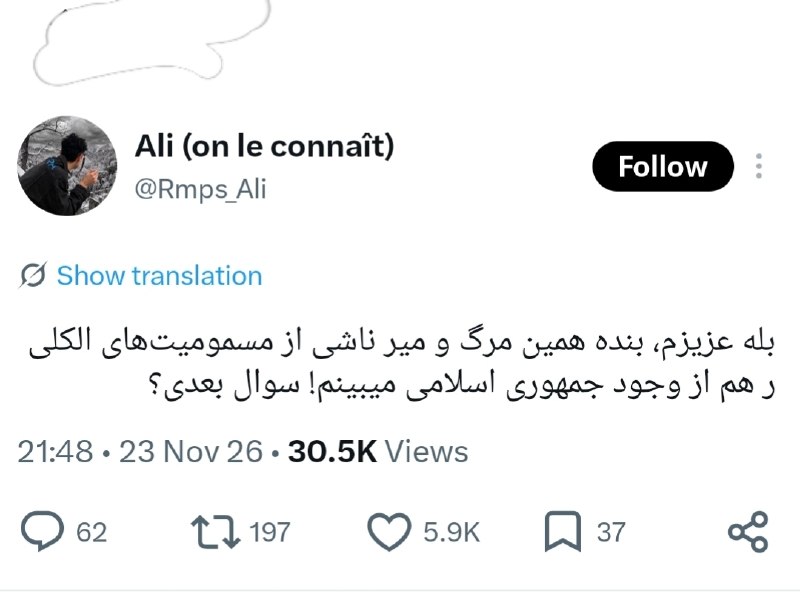 Ali (on le connaît)
@Rmps_Ali
Follow
Show translation
بله عزیزم، بنده همین مرگ و میر ناشی از مسمومیت‌های الکلی
ر هم از وجود جمهوری اسلامی میبینم! سوال بعدی؟
21:48 • 23 Nov 26 • 30.5K Views
62 197 5.9K 37